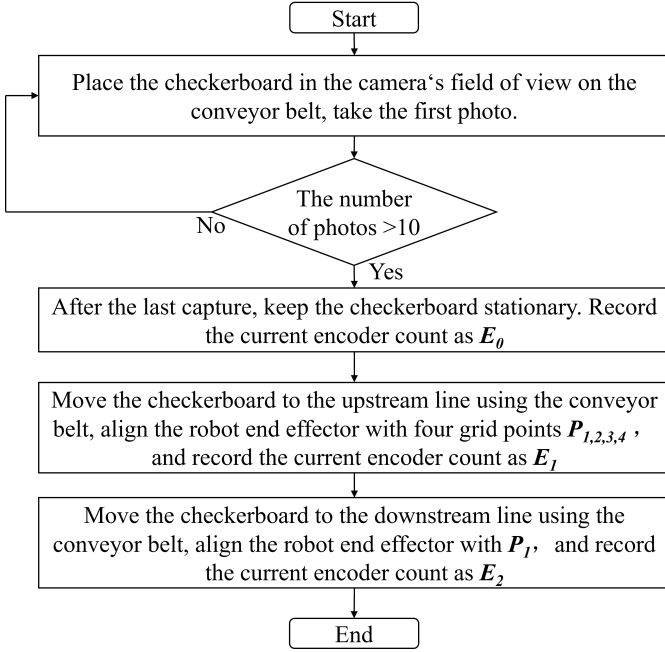 Start
Place the checkerboard in the camera‘s field of view on the
conveyor belt, take the first photo.
The number
of photos >10
No
Yes
After the last capture, keep the checkerboard stationary. Record
the current encoder count as E0
Move the checkerboard to the upstream line using the conveyor
belt, align the robot end effector with four grid points P1,2,3,4 ，
and record the current encoder count as E1
Move the checkerboard to the downstream line using the
conveyor belt, align the robot end effector with P1， and record
the current encoder count as E2
End